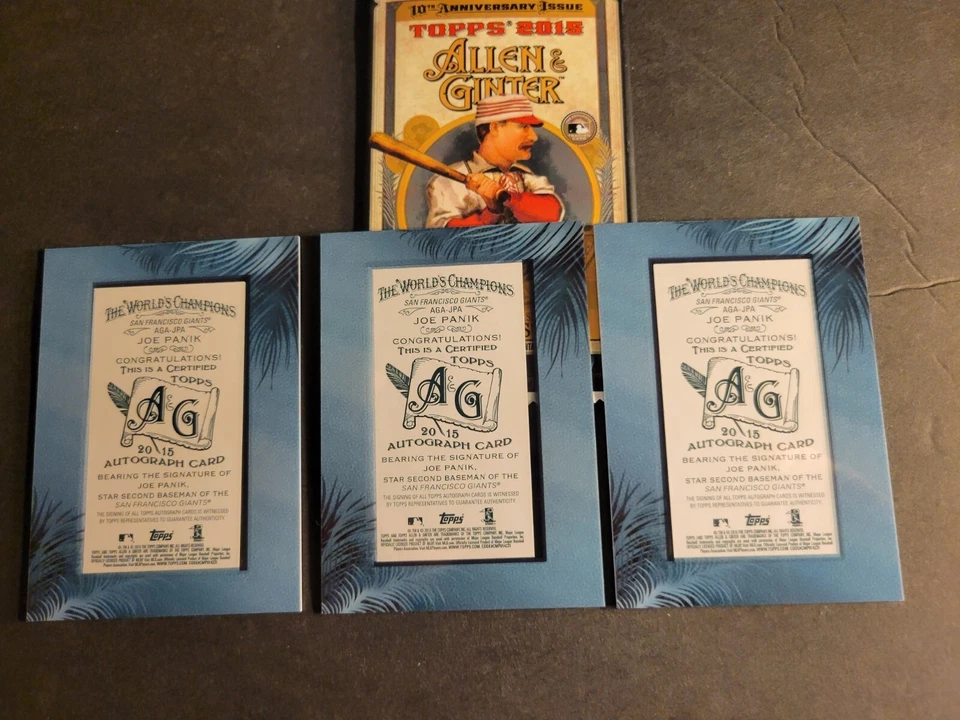 10TH ANNIVERSARY ISSUE
TOPPS® 2015
ALLEN &
GINTER™
THE WORLD'S CHAMPIONS
SAN FRANCISCO GIANTS®
AGA-JPA
JOE PANIK
CONGRATULATIONS!
THIS IS A CERTIFIED
TOPPS
A&G
2015
AUTOGRAPH CARD
BEARING THE SIGNATURE OF
JOE PANIK,
STAR SECOND BASEMAN OF THE
SAN FRANCISCO GIANTS®
THE SIGNING OF ALL TOPPS AUTOGRAPH CARDS IS WITNESSED
BY TOPPS REPRESENTATIVES TO GUARANTEE AUTHENTICITY.
Topps
THE WORLD'S CHAMPIONS
SAN FRANCISCO GIANTS®
AGA-JPA
JOE PANIK
CONGRATULATIONS!
THIS IS A CERTIFIED
TOPPS
A&G
2015
AUTOGRAPH CARD
BEARING THE SIGNATURE OF
JOE PANIK,
STAR SECOND BASEMAN OF THE
SAN FRANCISCO GIANTS®
THE SIGNING OF ALL TOPPS AUTOGRAPH CARDS IS WITNESSED
BY TOPPS REPRESENTATIVES TO GUARANTEE AUTHENTICITY.
Topps
THE WORLD'S CHAMPIONS
SAN FRANCISCO GIANTS®
AGA-JPA
JOE PANIK
CONGRATULATIONS!
THIS IS A CERTIFIED
TOPPS
A&G
2015
AUTOGRAPH CARD
BEARING THE SIGNATURE OF
JOE PANIK,
STAR SECOND BASEMAN OF THE
SAN FRANCISCO GIANTS®
THE SIGNING OF ALL TOPPS AUTOGRAPH CARDS IS WITNESSED
BY TOPPS REPRESENTATIVES TO GUARANTEE AUTHENTICITY.
Topps